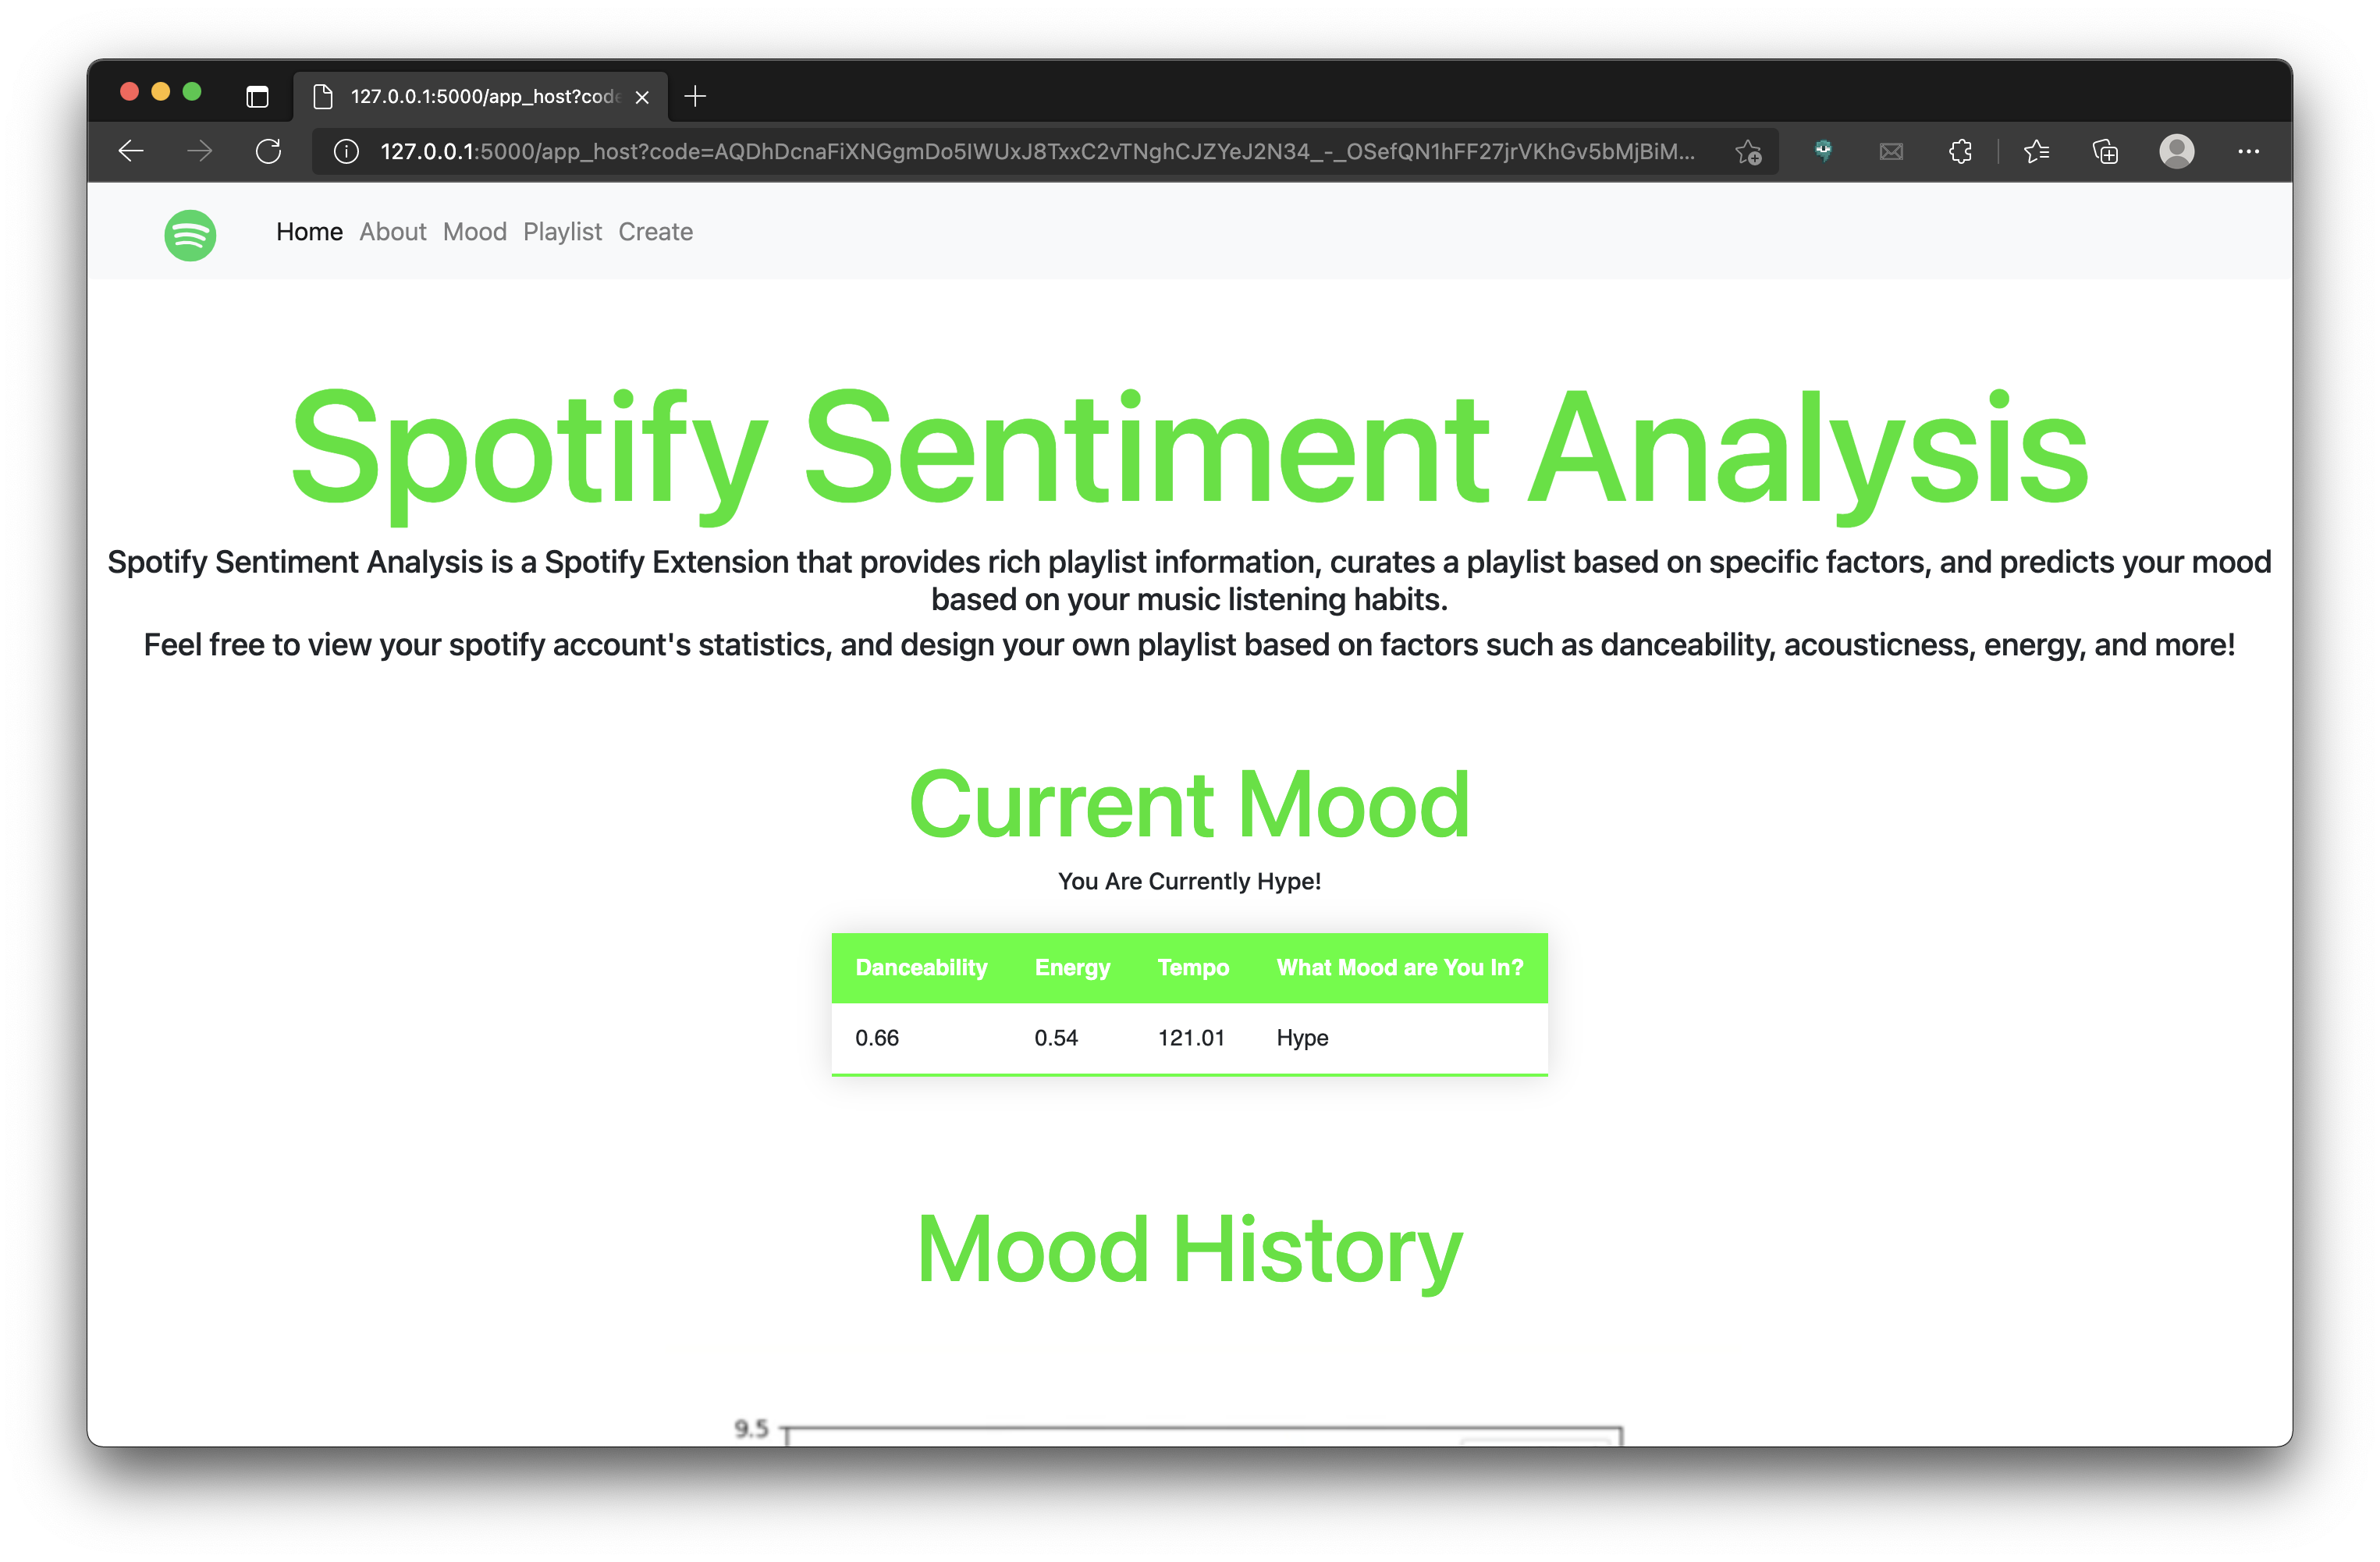 127.0.0.1:5000/app_host?code
127.0.0.1:5000/app_host?code=AQDhDcnaFiXNGgmDo5IWUxJ8TxxC2vTNghCJZYeJ2N34_-_OSefQN1hFF27jrVKhGv5bMjBiM...
Home About Mood Playlist Create
Spotify Sentiment Analysis
Spotify Sentiment Analysis is a Spotify Extension that provides rich playlist information, curates a playlist based on specific factors, and predicts your mood
based on your music listening habits.
Feel free to view your spotify account's statistics, and design your own playlist based on factors such as danceability, acousticness, energy, and more!
Current Mood
You Are Currently Hype!
Danceability Energy Tempo What Mood are You In?
0.66 0.54 121.01 Hype
Mood History
9.5